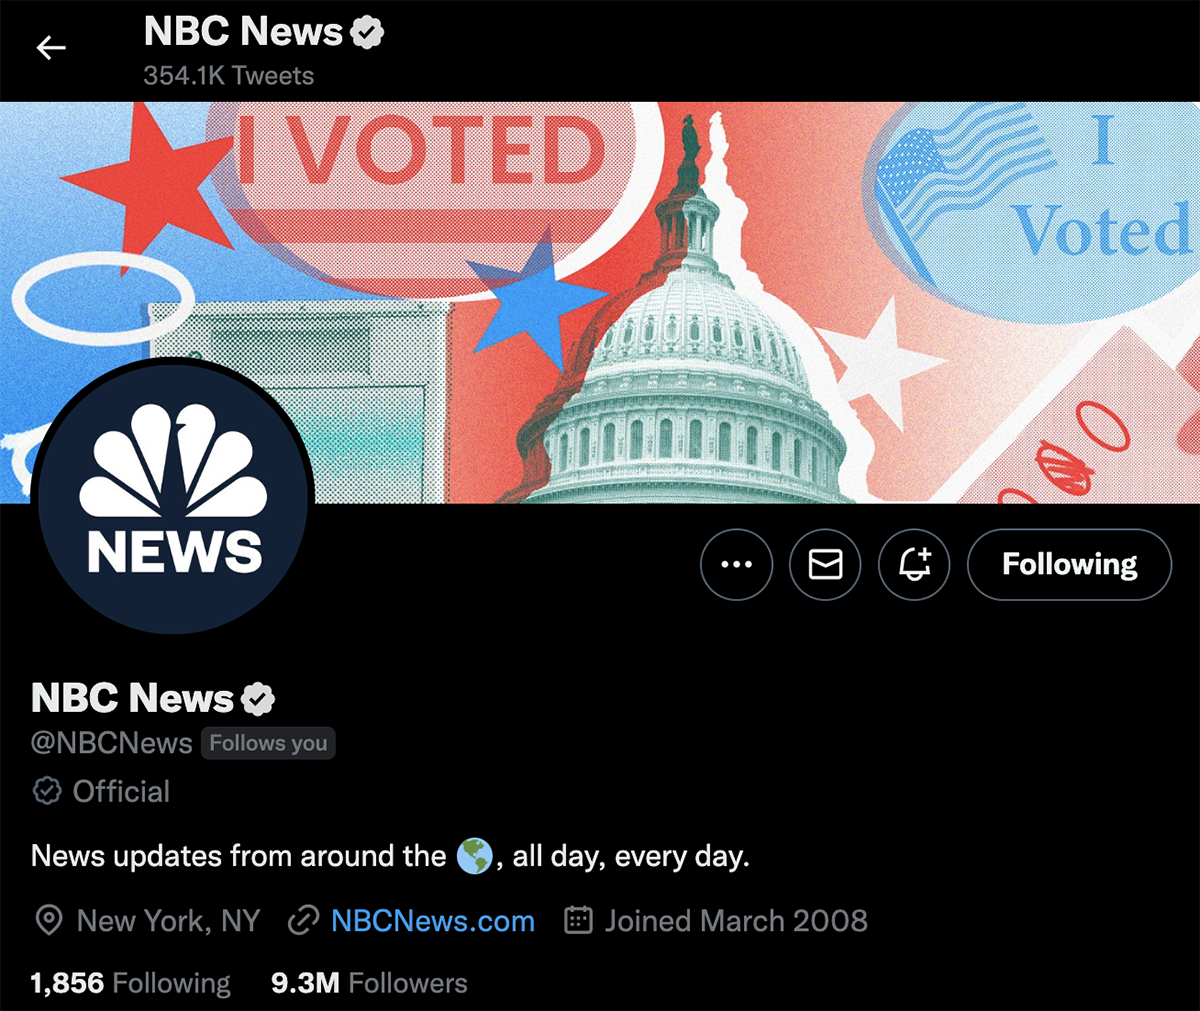 NBC News
354.1K Tweets
I VOTED
I
Voted
NEWS
Following
NBC News
@NBCNews Follows you
Official
News updates from around the 🌎, all day, every day.
New York, NY NBCNews.com Joined March 2008
1,856 Following 9.3M Followers